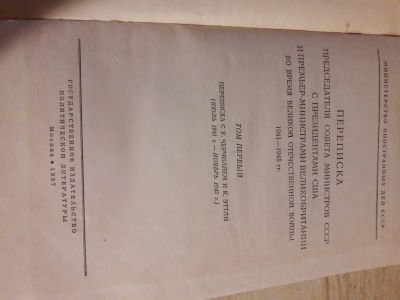 МИНИСТЕРСТВО ИНОСТРАННЫХ ДЕЛ СССР
ПЕРЕПИСКА
ПРЕДСЕДАТЕЛЯ СОВЕТА МИНИСТРОВ СССР
С ПРЕЗИДЕНТАМИ США
И ПРЕМЬЕР-МИНИСТРАМИ ВЕЛИКОБРИТАНИИ
ВО ВРЕМЯ ВЕЛИКОЙ ОТЕЧЕСТВЕННОЙ ВОЙНЫ
1941—1945 гг.
ТОМ ПЕРВЫЙ
ПЕРЕПИСКА С У. ЧЕРЧИЛЛЕМ И К. ЭТТЛИ
(ИЮЛЬ 1941 г. — НОЯБРЬ 1945 г.)
ГОСУДАРСТВЕННОЕ ИЗДАТЕЛЬСТВО
ПОЛИТИЧЕСКОЙ ЛИТЕРАТУРЫ
Москва • 1957